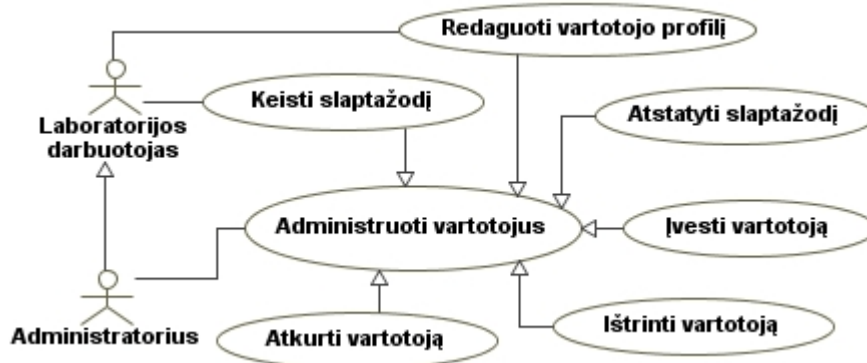 Redaguoti vartotojo profilį
Keisti slaptažodį
Atstatyti slaptažodį
Laboratorijos
darbuotojas
Administruoti vartotojus
Įvesti vartotoją
Administratorius
Atkurti vartotoją
Ištrinti vartotoją